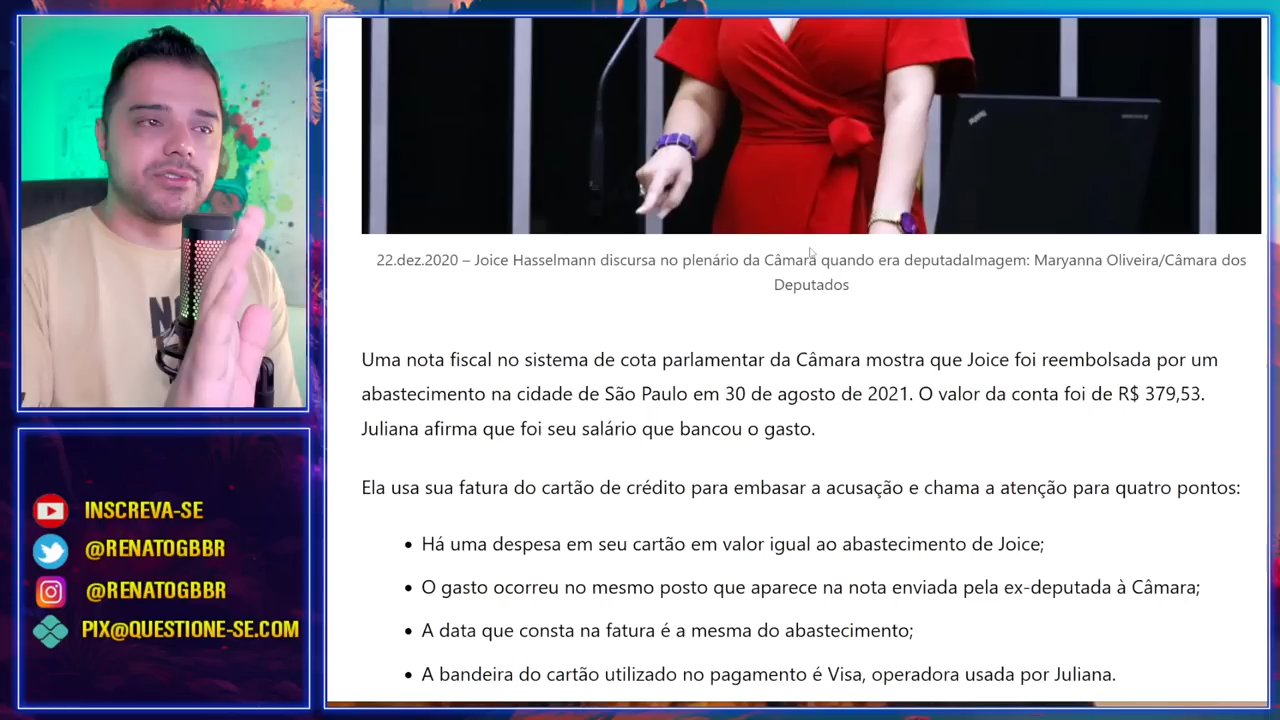 22.dez.2020 – Joice Hasselmann discursa no plenário da Câmara quando era deputadaImagem: Maryanna Oliveira/Câmara dos
Deputados
Uma nota fiscal no sistema de cota parlamentar da Câmara mostra que Joice foi reembolsada por um
abastecimento na cidade de São Paulo em 30 de agosto de 2021. O valor da conta foi de R$ 379,53.
Juliana afirma que foi seu salário que bancou o gasto.
Ela usa sua fatura do cartão de crédito para embasar a acusação e chama a atenção para quatro pontos:
• Há uma despesa em seu cartão em valor igual ao abastecimento de Joice;
• O gasto ocorreu no mesmo posto que aparece na nota enviada pela ex-deputada à Câmara;
• A data que consta na fatura é a mesma do abastecimento;
• A bandeira do cartão utilizado no pagamento é Visa, operadora usada por Juliana.
INSCREVA-SE
@RENATOGBBR
@RENATOGBBR
PIX@QUESTIONE-SE.COM